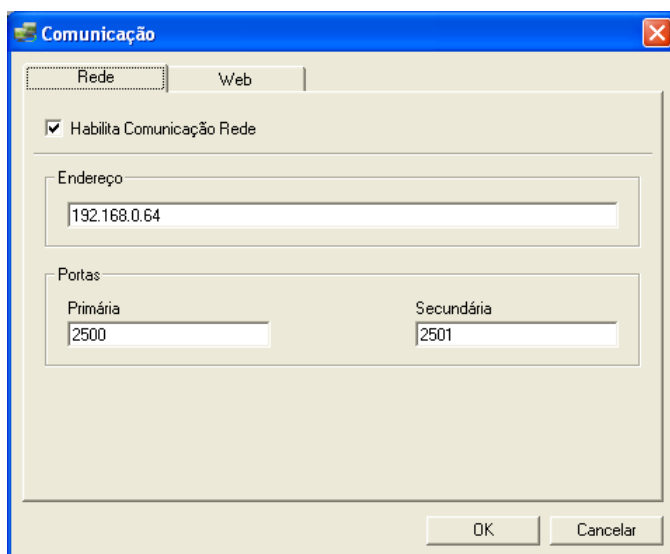 Comunicação
Rede Web
Habilita Comunicação Rede
Endereço
192.168.0.64
Portas
Primária Secundária
2500 2501
OK Cancelar